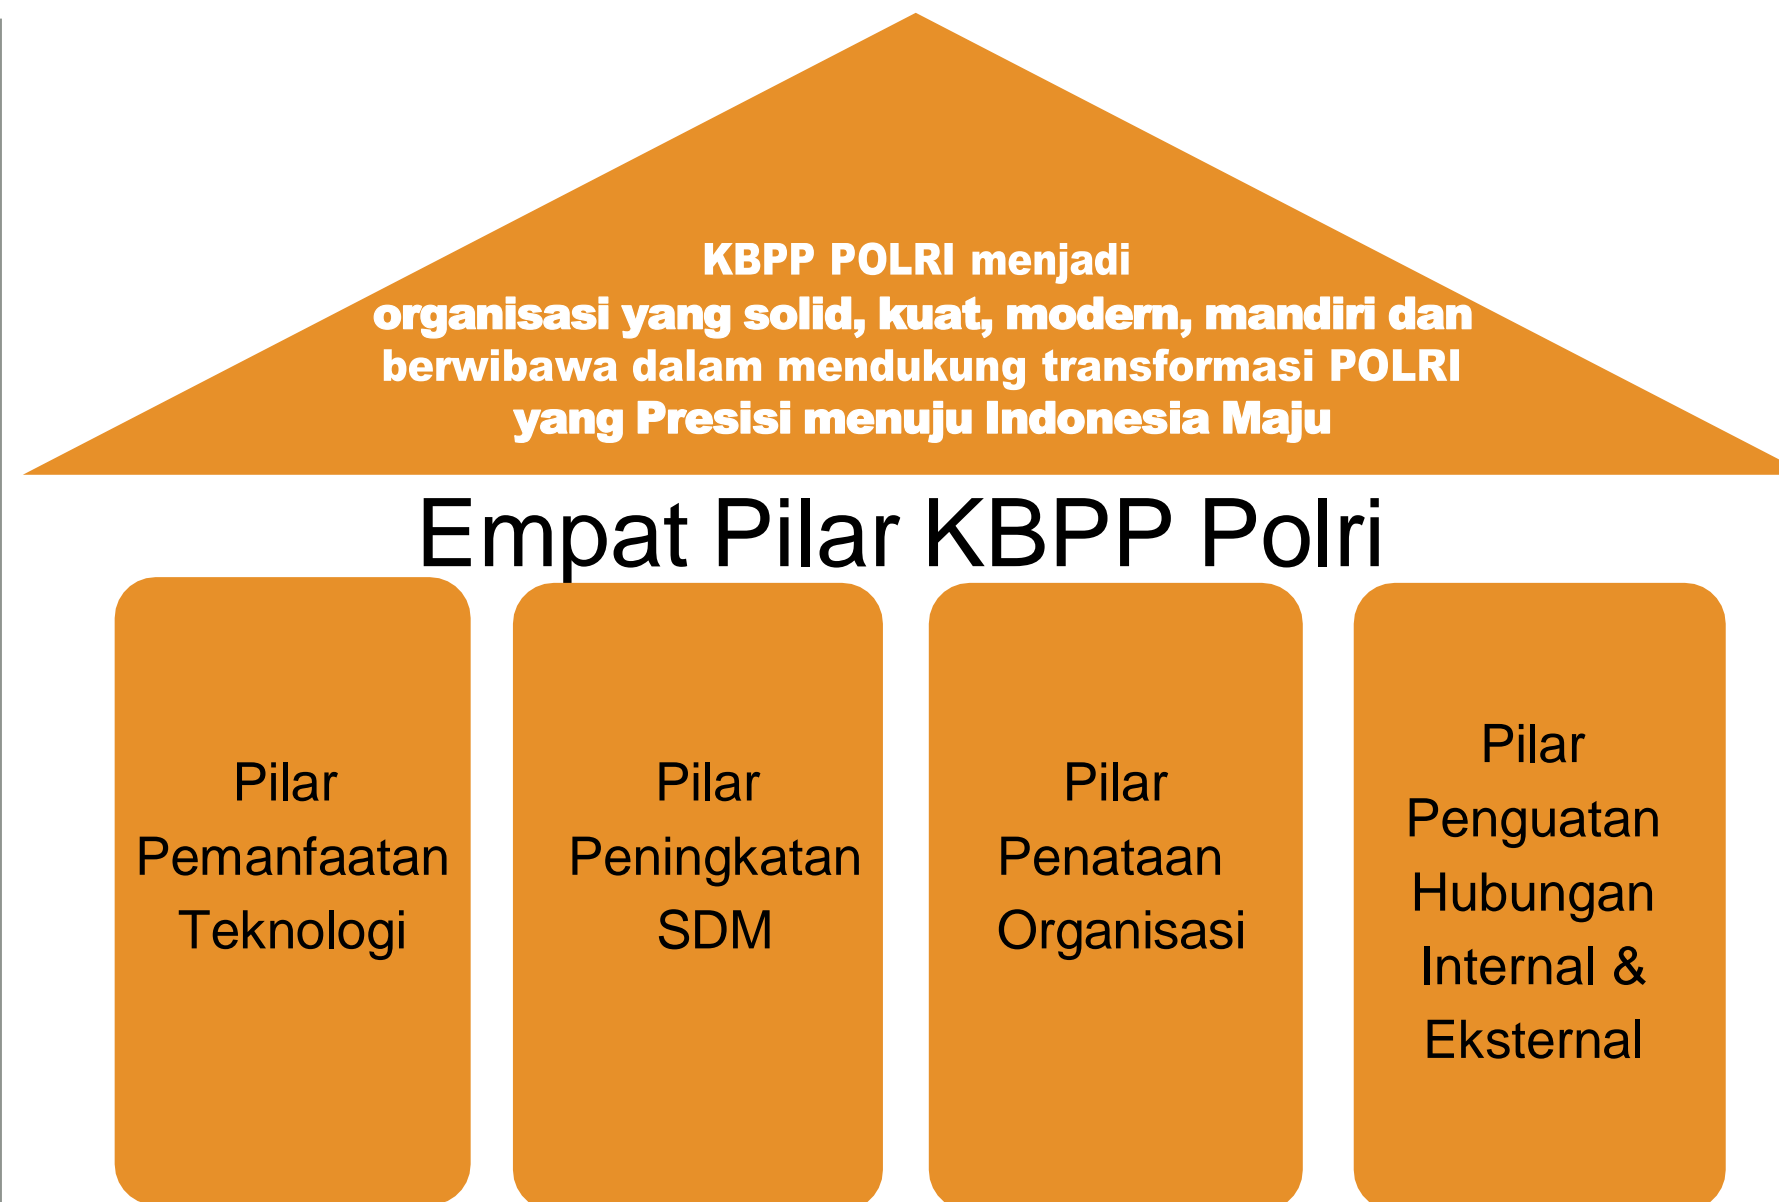 KBPP POLRI menjadi
organisasi yang solid, kuat, modern, mandiri dan
berwibawa dalam mendukung transformasi POLRI
yang Presisi menuju Indonesia Maju
Empat Pilar KBPP Polri
Pilar
Pemanfaatan
Teknologi
Pilar
Peningkatan
SDM
Pilar
Penataan
Organisasi
Pilar
Penguatan
Hubungan
Internal &
Eksternal